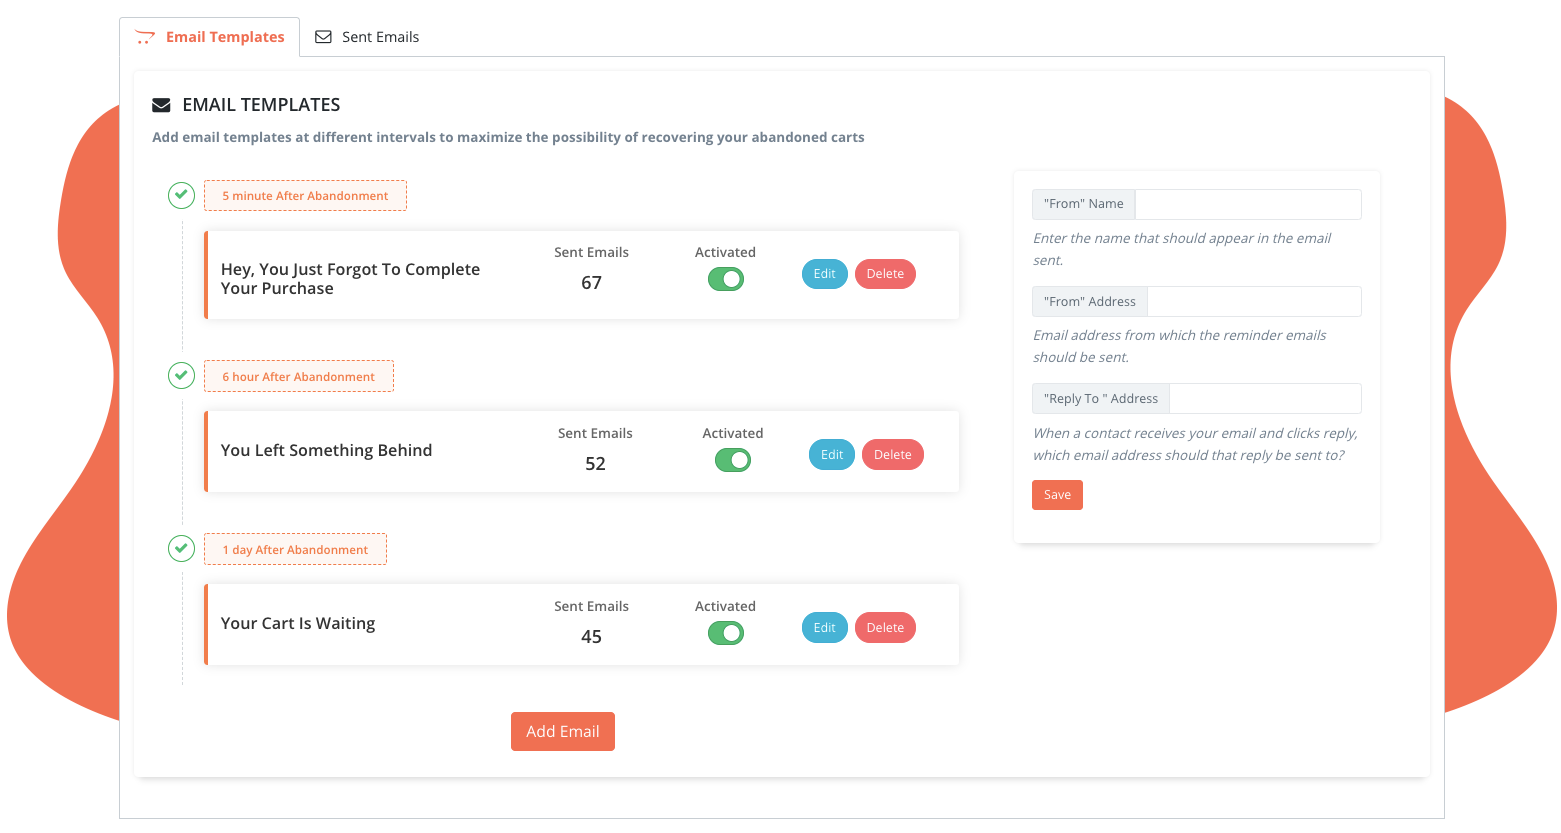 Email Templates
Sent Emails
EMAIL TEMPLATES
Add email templates at different intervals to maximize the possibility of recovering your abandoned carts
5 minute After Abandonment
Hey, You Just Forgot To Complete
Your Purchase
Sent Emails
67
Activated
Edit
Delete
6 hour After Abandonment
You Left Something Behind
Sent Emails
52
Activated
Edit
Delete
1 day After Abandonment
Your Cart Is Waiting
Sent Emails
45
Activated
Edit
Delete
Add Email
"From" Name
Enter the name that should appear in the email
sent.
"From" Address
Email address from which the reminder emails
should be sent.
"Reply To " Address
When a contact receives your email and clicks reply,
which email address should that reply be sent to?
Save